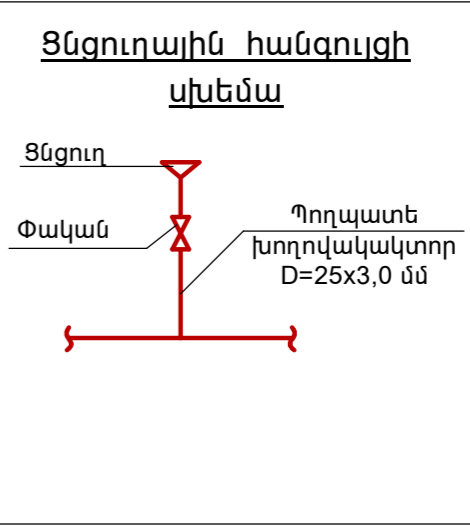 Ցնցուղային հանգույցի
սխեմա
Ցնցուղ
Փական
Պողպատե
խողովակակտոր
D=25x3,0 մմ